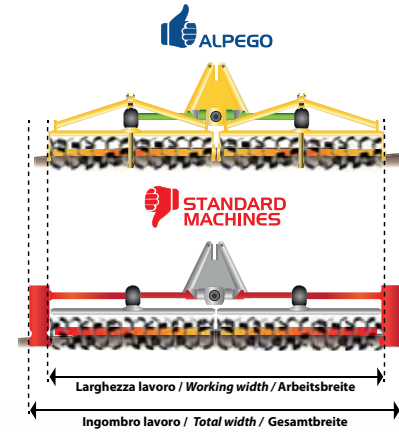 ALPEGO
STANDARD
MACHINES
Larghezza lavoro / Working width / Arbeitsbreite
Ingombro lavoro / Total width / Gesamtbreite